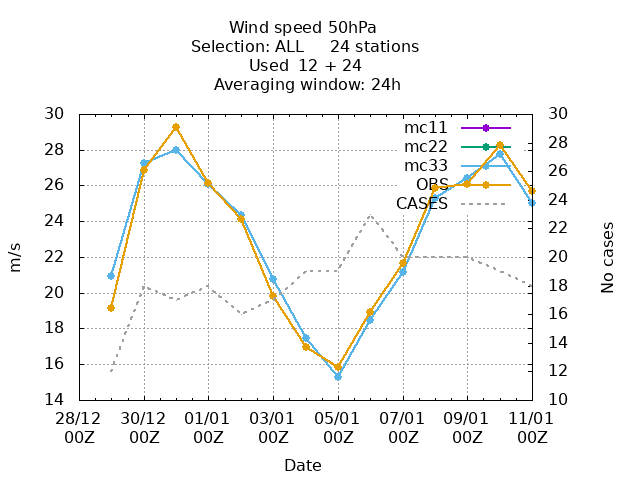 Wind speed 50hPa
Selection: ALL     24 stations
Used  12 + 24
Averaging window: 24h
30 30
28 28
26 26
24 24
22 22
20 20
18 18
16 16
14 14
12
10
mc11
mc22
mc33
OBS
CASES
m/s
No cases
28/12 30/12 01/01 03/01 05/01 07/01 09/01 11/01
00Z 00Z 00Z 00Z 00Z 00Z 00Z 00Z
Date